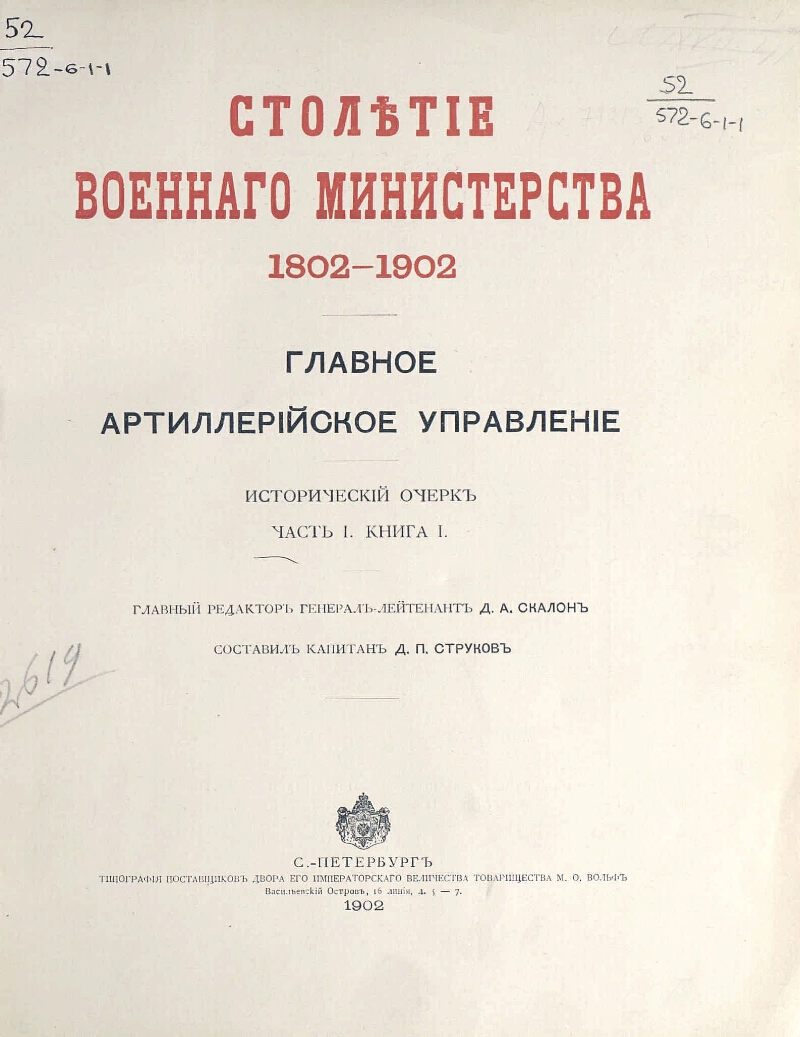 52
572-6-1-1
52
572-6-1-1
СТОЛѢТІЕ
ВОЕННАГО МИНИСТЕРСТВА
1802—1902
ГЛАВНОЕ
АРТИЛЛЕРІЙСКОЕ УПРАВЛЕНІЕ
ИСТОРИЧЕСКІЙ ОЧЕРКЪ
ЧАСТЬ I. КНИГА I.
ГЛАВНЫЙ РЕДАКТОРЪ ГЕНЕРАЛЪ-ЛЕЙТЕНАНТЪ Д. А. СКАЛОНЪ
СОСТАВИЛЪ КАПИТАНЪ Д. П. СТРУКОВЪ
2619
С.-ПЕТЕРБУРГЪ
ТИПОГРАФІЯ ПОСТАВЩИКОВЪ ДВОРА ЕГО ИМПЕРАТОРСКАГО ВЕЛИЧЕСТВА ТОВАРИЩЕСТВА М. О. ВОЛЬФЪ
Васильевскій Островъ, 16 линія, д. 5 — 7.
1902